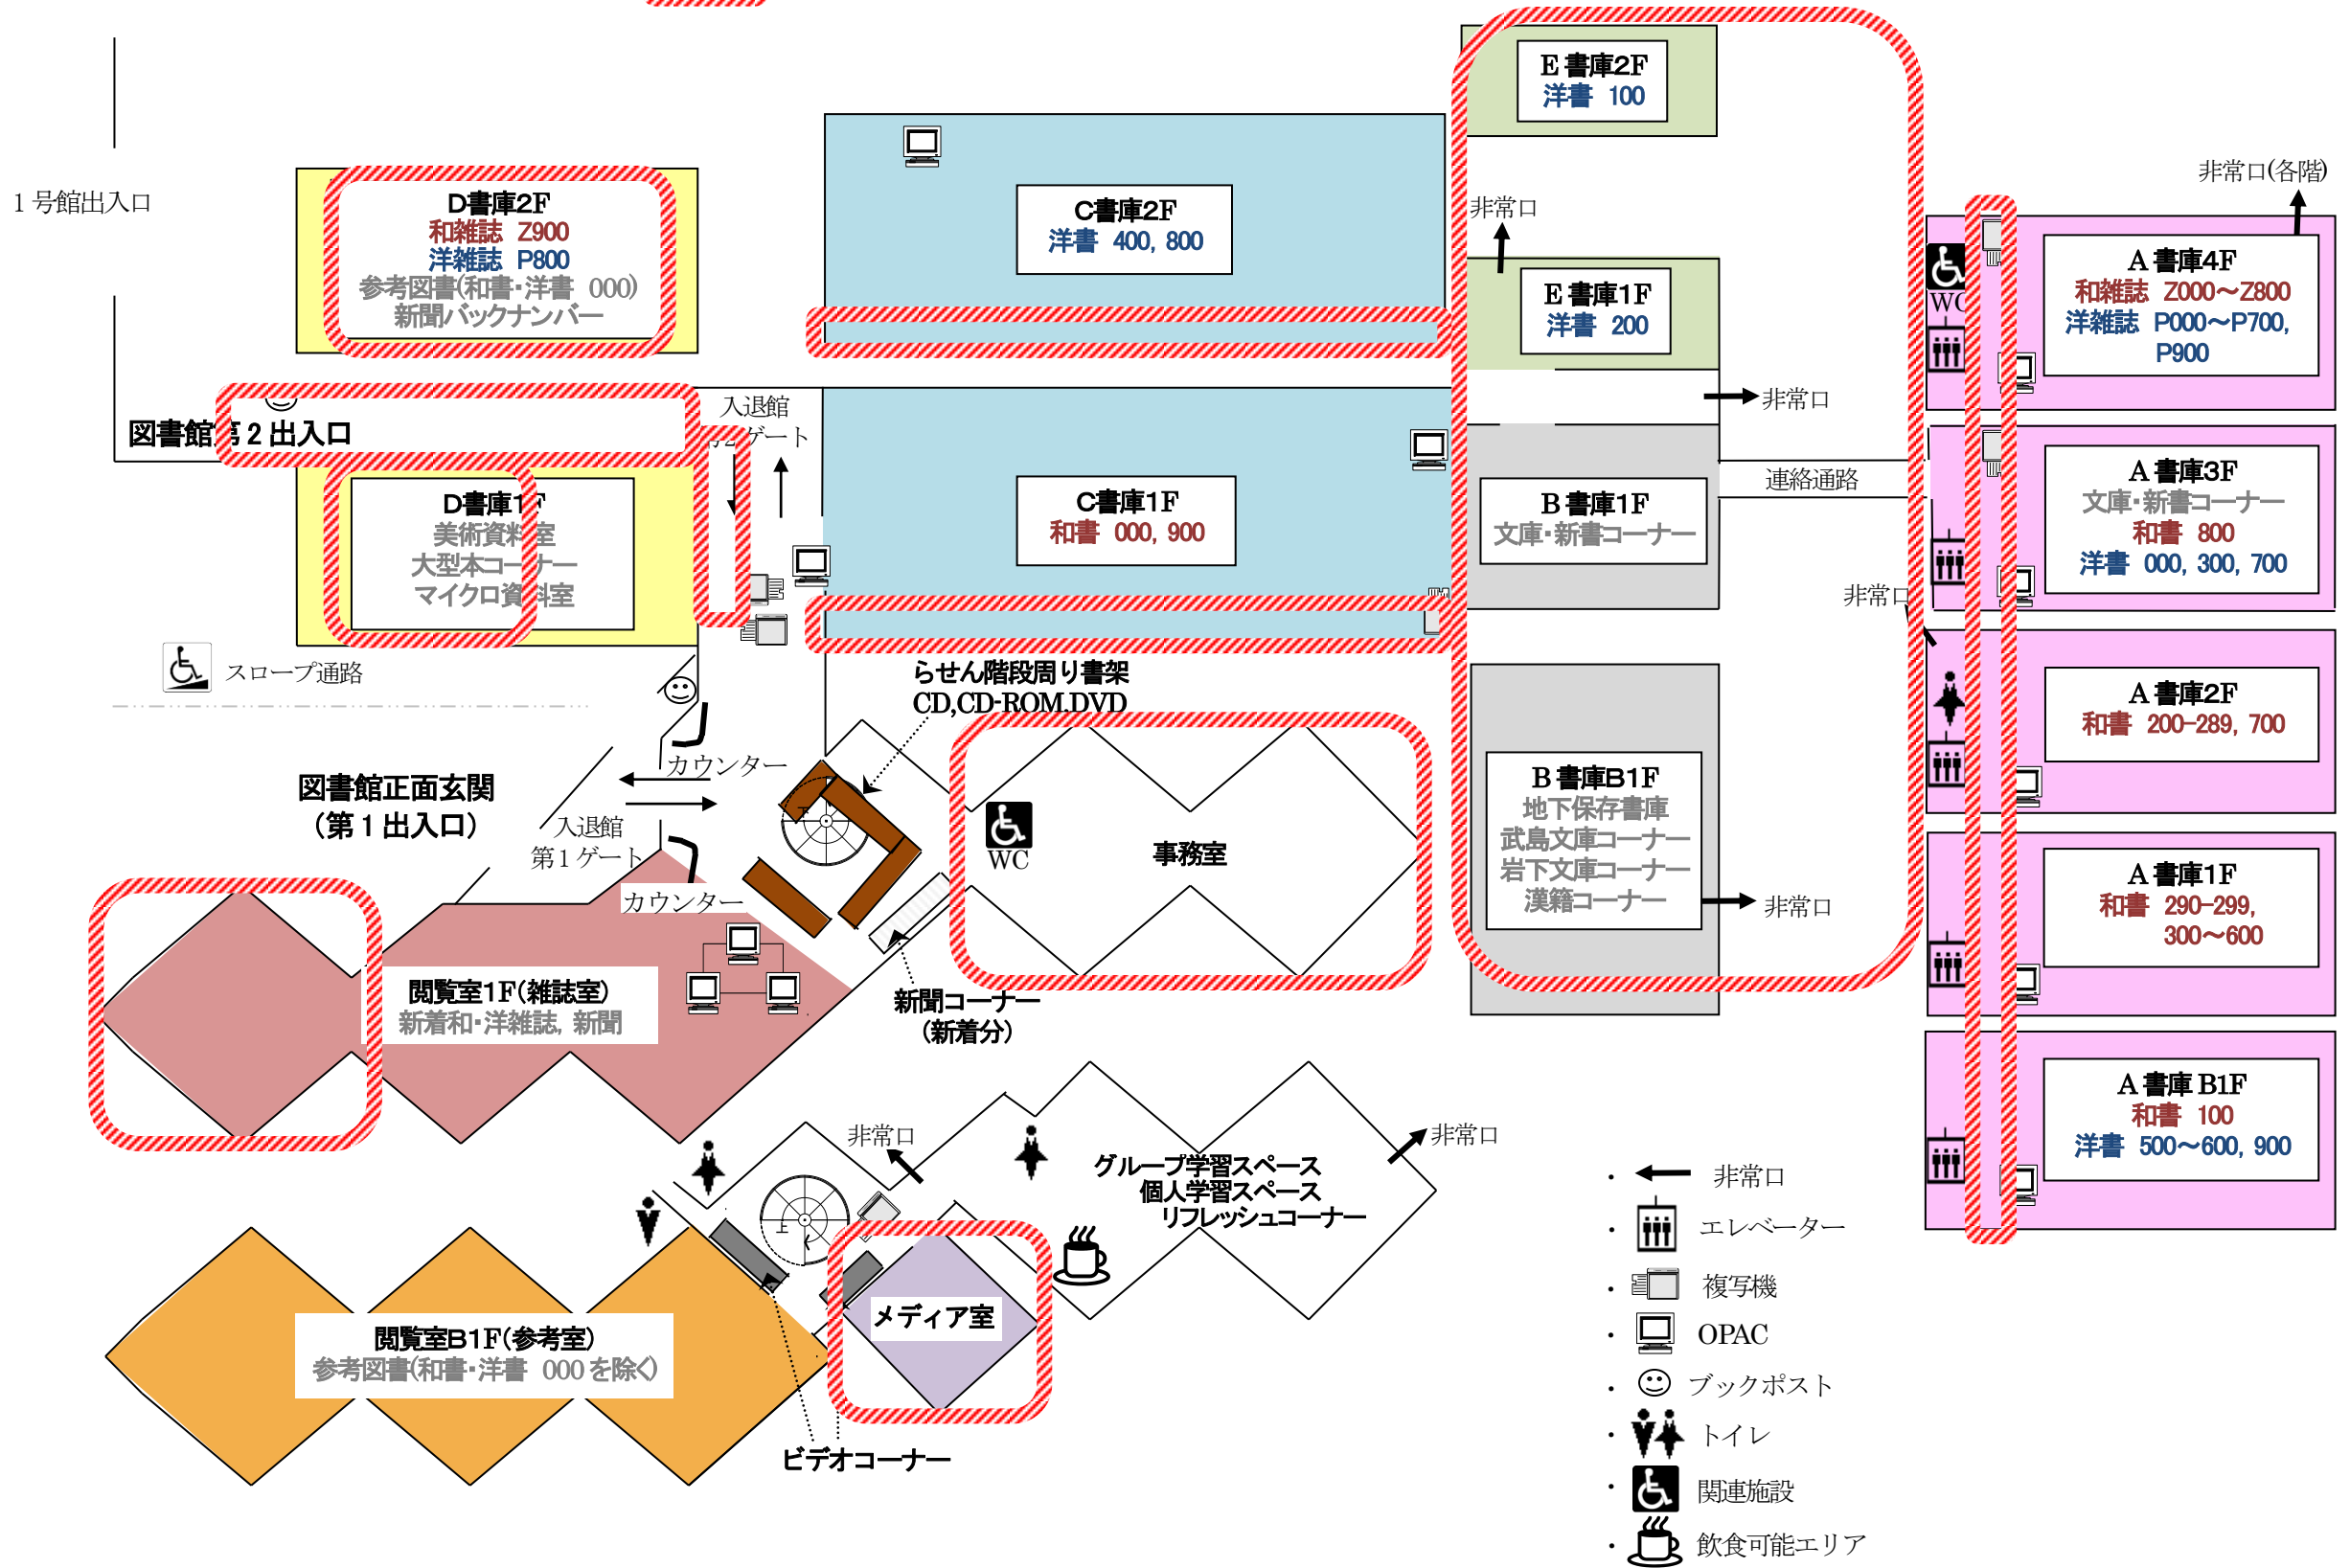 1号館出入口
D書庫2F
和雑誌 Z900
洋雑誌 P800
参考図書(和書・洋書 000)
新聞バックナンバー
C書庫2F
洋書 400, 800
E 書庫2F
洋書 100
非常口
E 書庫1F
洋書 200
非常口
非常口(各階)
WC
A 書庫4F
和雑誌 Z000～Z800
洋雑誌 P000～P700,
P900
図書館第2出入口
入退館
第2ゲート
D書庫1F
美術資料室
大型本コーナー
マイクロ資料室
C書庫1F
和書 000, 900
B 書庫1F
文庫・新書コーナー
連絡通路
A 書庫3F
文庫・新書コーナー
和書 800
洋書 000, 300, 700
非常口
スロープ通路
らせん階段周り書架
CD,CD-ROM,DVD
A 書庫2F
和書 200-289, 700
図書館正面玄関
（第1出入口）
カウンター
入退館
第1ゲート
カウンター
下
WC
事務室
B 書庫B1F
地下保存書庫
武島文庫コーナー
岩下文庫コーナー
漢籍コーナー
非常口
A 書庫1F
和書 290-299,
300～600
閲覧室1F(雑誌室)
新着和・洋雑誌, 新聞
新聞コーナー
（新着分）
A 書庫 B1F
和書 100
洋書 500～600, 900
非常口
非常口
グループ学習スペース
個人学習スペース
リフレッシュコーナー
上
メディア室
閲覧室B1F(参考室)
参考図書(和書・洋書 000を除く)
ビデオコーナー
・ 非常口
・ エレベーター
・ 複写機
・ OPAC
・ ブックポスト
・ トイレ
・ 関連施設
・ 飲食可能エリア